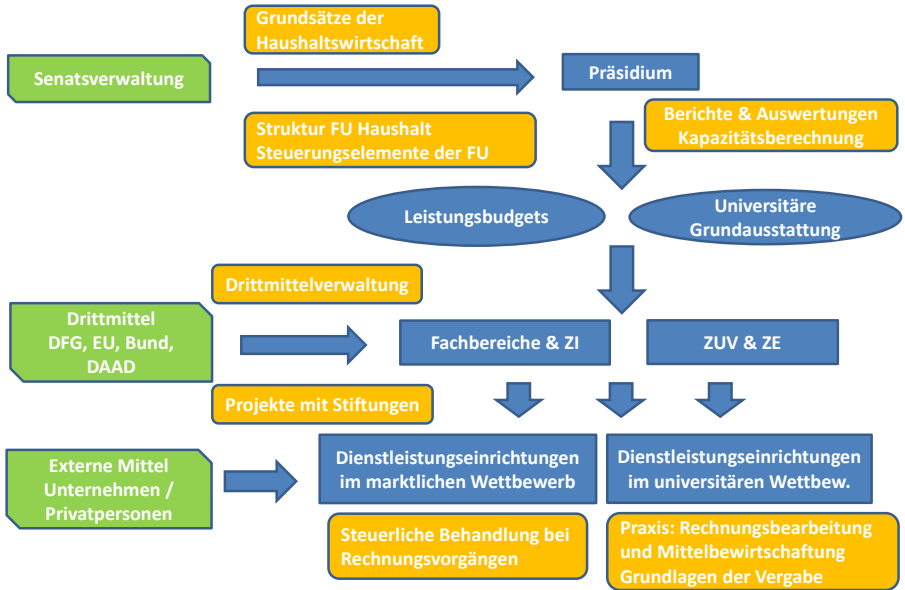 Grundsätze der
Haushaltswirtschaft
Senatsverwaltung
Präsidium
Struktur FU Haushalt
Steuerungselemente der FU
Berichte & Auswertungen
Kapazitätsberechnung
Leistungsbudgets
Universitäre
Grundausstattung
Drittmittelverwaltung
Drittmittel
DFG, EU, Bund,
DAAD
Fachbereiche & ZI
ZUV & ZE
Projekte mit Stiftungen
Externe Mittel
Unternehmen /
Privatpersonen
Dienstleistungseinrichtungen
im marktlichen Wettbewerb
Dienstleistungseinrichtungen
im universitären Wettbew.
Steuerliche Behandlung bei
Rechnungsvorgängen
Praxis: Rechnungsbearbeitung
und Mittelbewirtschaftung
Grundlagen der Vergabe